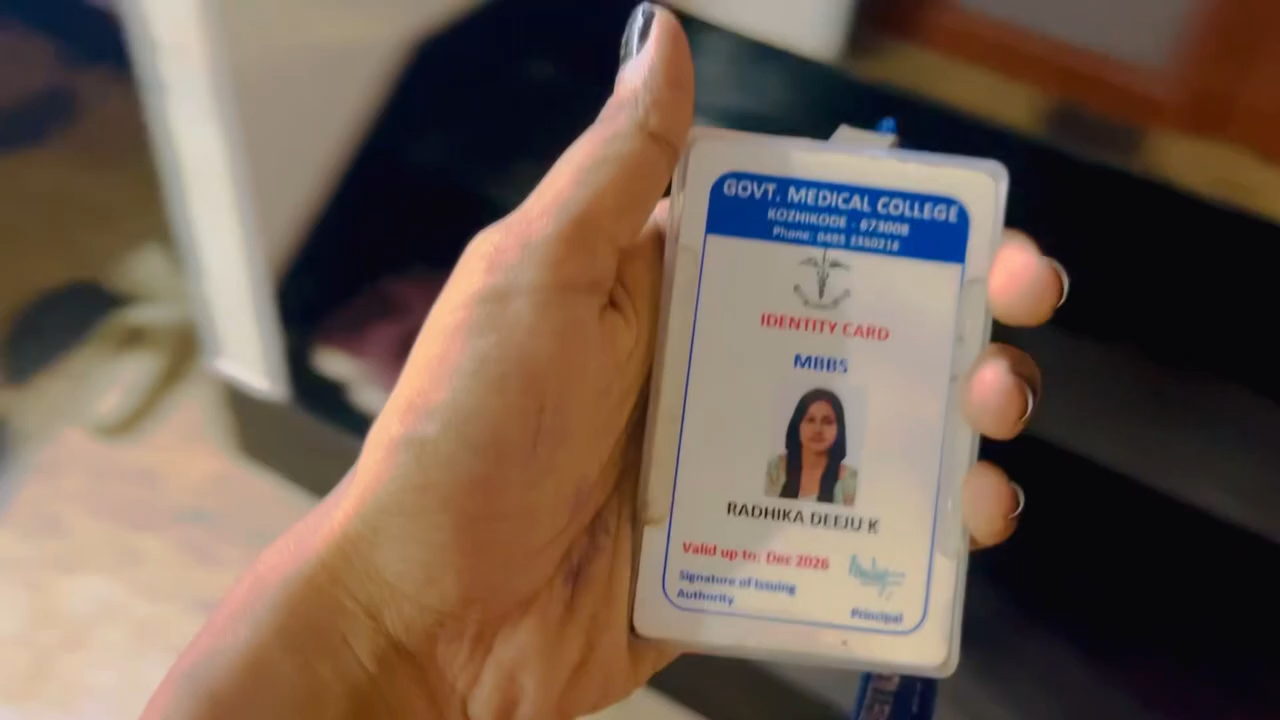 GOVT. MEDICAL COLLEGE
KOZHIKODE - 673008
Phone: 0495 2350216
IDENTITY CARD
MBBS
RADHIKA DEEJU K
Valid up to: Dec 2026
Signature of Issuing
Authority
Principal